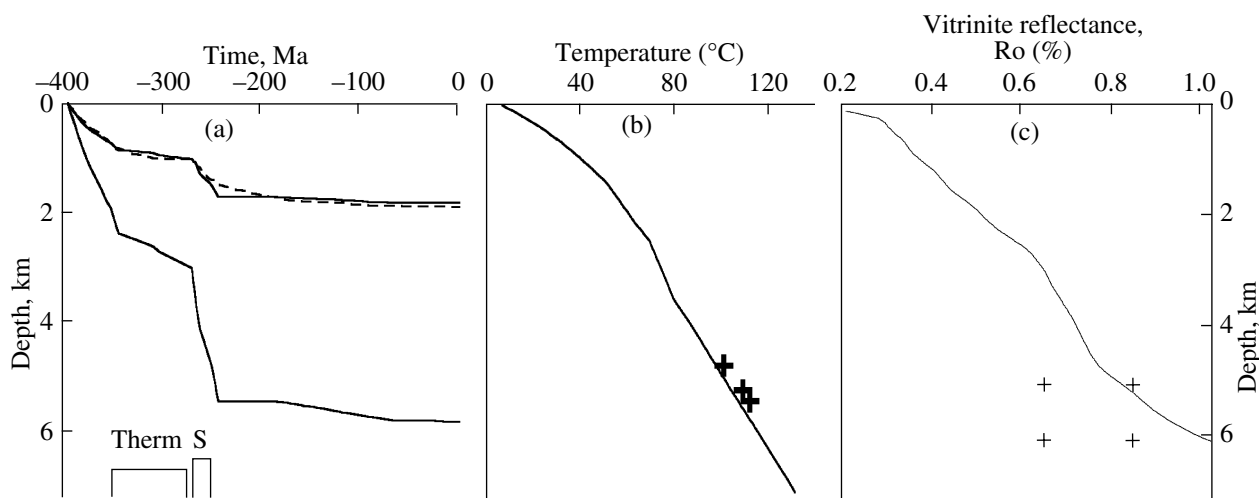 Time, Ma
–400 –300 –200 –100 0
0
2
4
6
Depth, km
(a)
Therm S
Temperature (°C)
0 40 80 120
(b)
Vitrinite reflectance,
Ro (%)
0.2 0.4 0.6 0.8 1.0
(c)
0
2
4
6
Depth, km